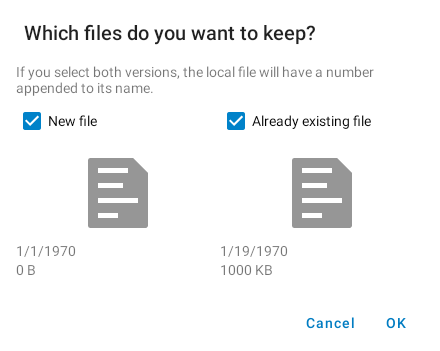 Which files do you want to keep?
If you select both versions, the local file will have a number
appended to its name.
New file
Already existing file
1/1/1970
0 B
1/19/1970
1000 KB
Cancel
OK